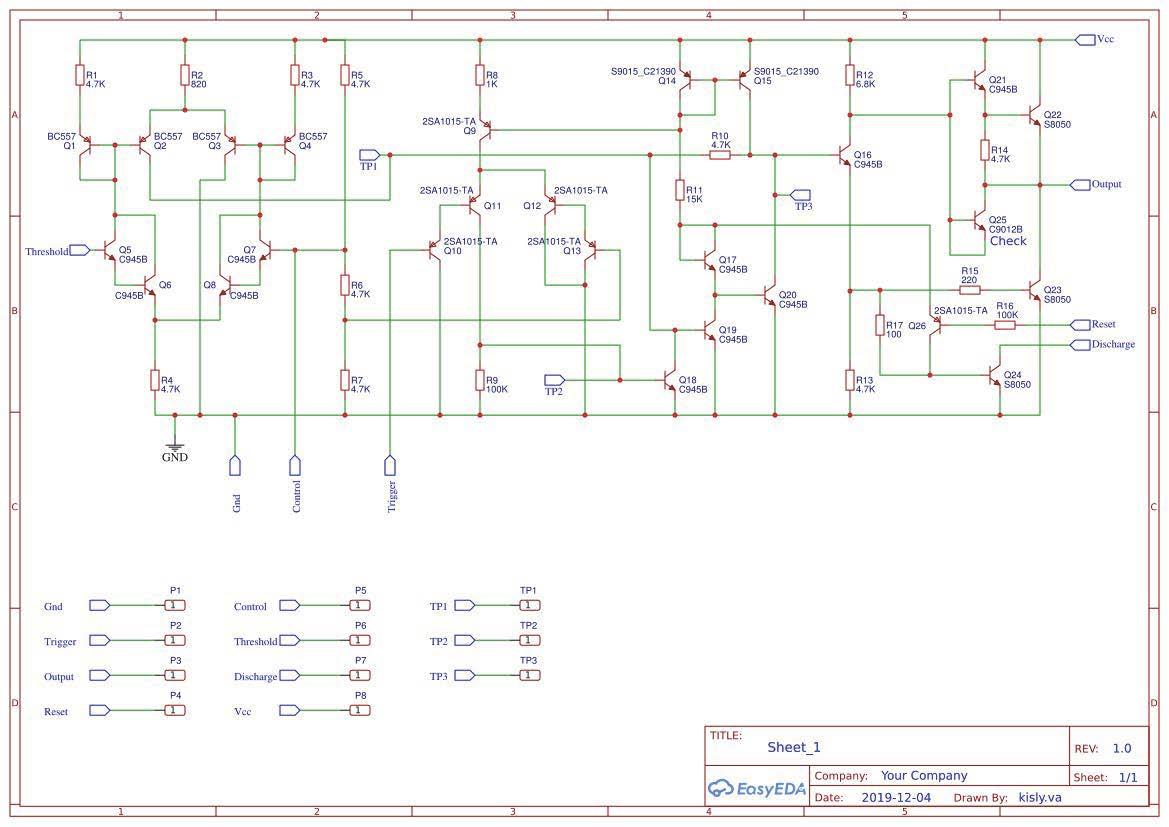 1 2 3 4 5
A A
B B
C C
D D
1 2 3 4 5
Vcc
R1
4.7K
R2
820
R3
4.7K
R5
4.7K
R8
1K
S9015_C21390
Q14
S9015_C21390
Q15
R12
6.8K
Q21
C945B
Q22
S8050
BC557
Q1
BC557
Q2
BC557
Q3
BC557
Q4
2SA1015-TA
Q9
TP1
R10
4.7K
Q16
C945B
R14
4.7K
Output
2SA1015-TA
Q11
2SA1015-TA
Q12
R11
15K
TP3
Q25
C9012B
Check
Threshold
Q5
C945B
Q6
C945B
Q7
C945B
Q8
C945B
2SA1015-TA
Q10
2SA1015-TA
Q13
Q17
C945B
R6
4.7K
Q20
C945B
R15
220
Q23
S8050
2SA1015-TA
Q26
R16
100K
Reset
R17
100
Q19
C945B
Discharge
R4
4.7K
R7
4.7K
R9
100K
TP2
Q18
C945B
R13
4.7K
Q24
S8050
GND
Gnd
Control
Trigger
Gnd P1 1
Trigger P2 1
Output P3 1
Reset P4 1
Control P5 1
Threshold P6 1
Discharge P7 1
Vcc P8 1
TP1 TP1 1
TP2 TP2 1
TP3 TP3 1
TITLE:
Sheet_1
REV: 1.0
EasyEDA
Company: Your Company
Sheet: 1/1
Date: 2019-12-04 Drawn By: kisly.va